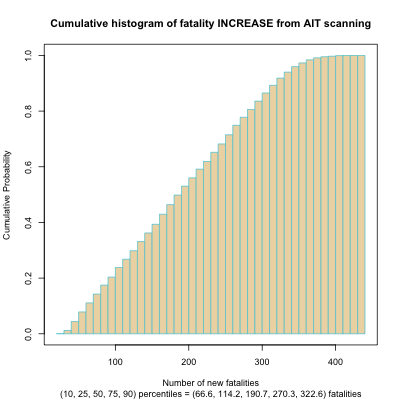 Cumulative histogram of fatality INCREASE from AIT scanning
Cumulative Probability
1.0
0.8
0.6
0.4
0.2
0.0
100 200 300 400
Number of new fatalities
(10, 25, 50, 75, 90) percentiles = (66.6, 114.2, 190.7, 270.3, 322.6) fatalities